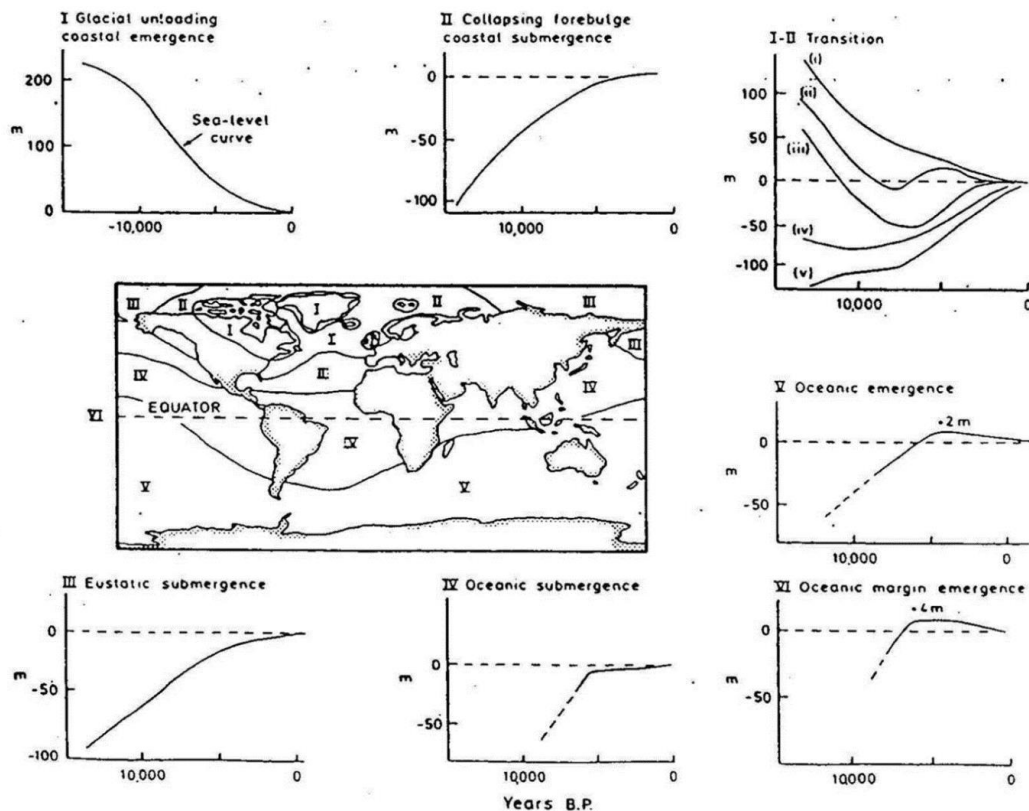 I Glacial unloading
coastal emergence
200
100
0
m
Sea-level
curve
-10,000
0
II Collapsing forebulge
coastal submergence
0
-50
-100
m
10,000
0
I-II Transition
(i)
(ii)
(iii)
(iv)
(v)
100
50
0
-50
-100
m
10,000
0
III
II
I
I
II
III
I
III
IV
II
IV
VI
EQUATOR
IV
V
V
V Oceanic emergence
+2 m
0
-50
m
10,000
0
III Eustatic submergence
0
-50
-100
m
10,000
0
IV Oceanic submergence
0
-50
m
10,000
0
VI Oceanic margin emergence
+4m
0
-50
m
10,000
0
Years B.P.